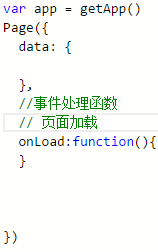 var app = getApp()
Page({
  data: {
  },
  //事件处理函数
  // 页面加载
  onLoad:function(){
  }
})